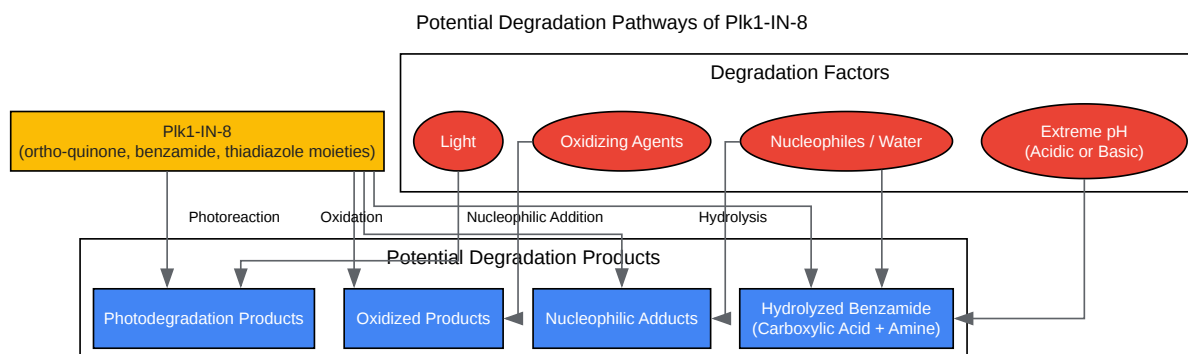 Potential Degradation Pathways of Plk1-IN-8
Degradation Factors
Plk1-IN-8
(ortho-quinone, benzamide, thiadiazole moieties)
Light
Oxidizing Agents
Nucleophiles / Water
Extreme pH
(Acidic or Basic)
Photoreaction
Oxidation
Nucleophilic Addition
Hydrolysis
Potential Degradation Products
Photodegradation Products
Oxidized Products
Nucleophilic Adducts
Hydrolyzed Benzamide
(Carboxylic Acid + Amine)